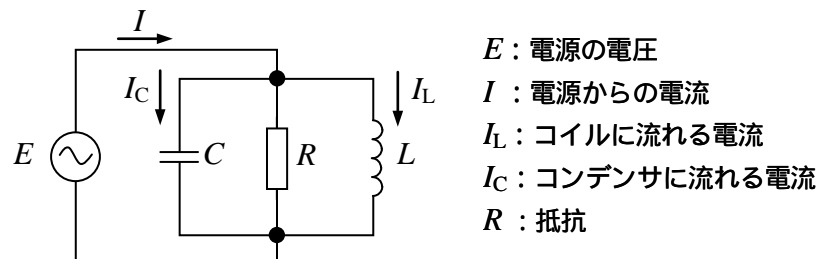 I
I_C
I_L
E
C
R
L
E：電源の電圧
I：電源からの電流
I_L：コイルに流れる電流
I_C：コンデンサに流れる電流
R：抵抗